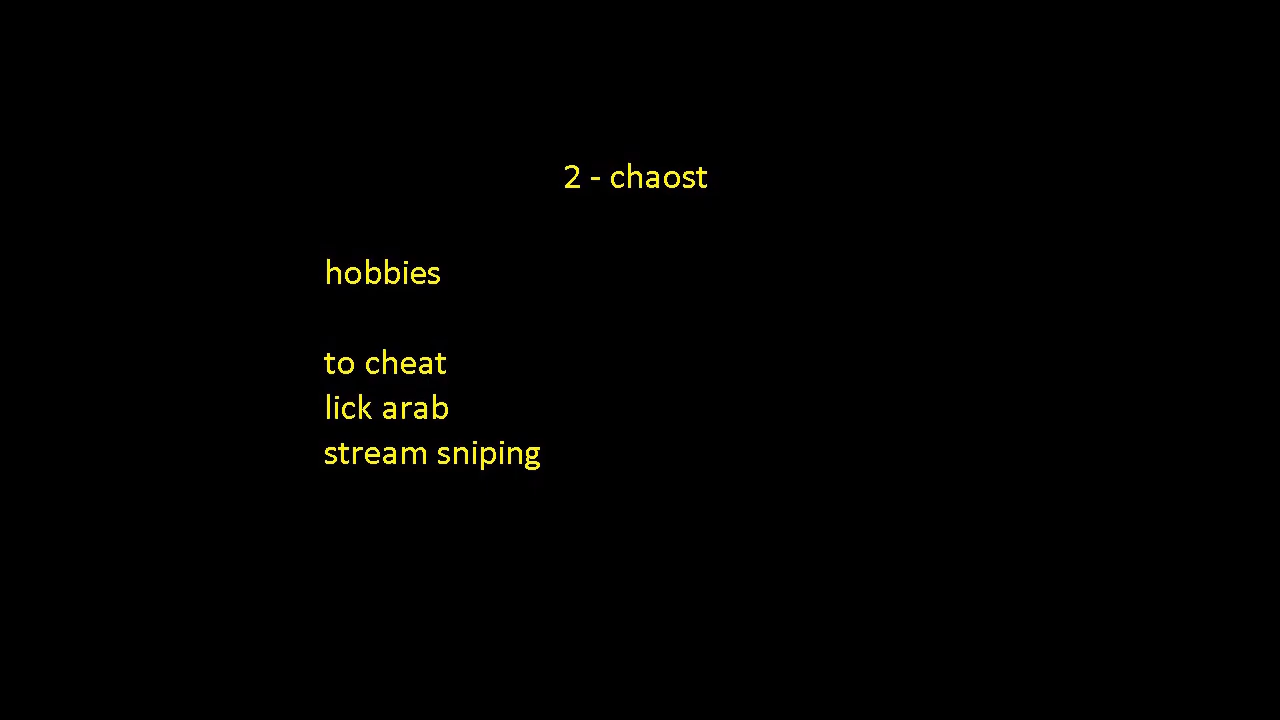 2 - chaost
hobbies
to cheat
lick arab
stream sniping